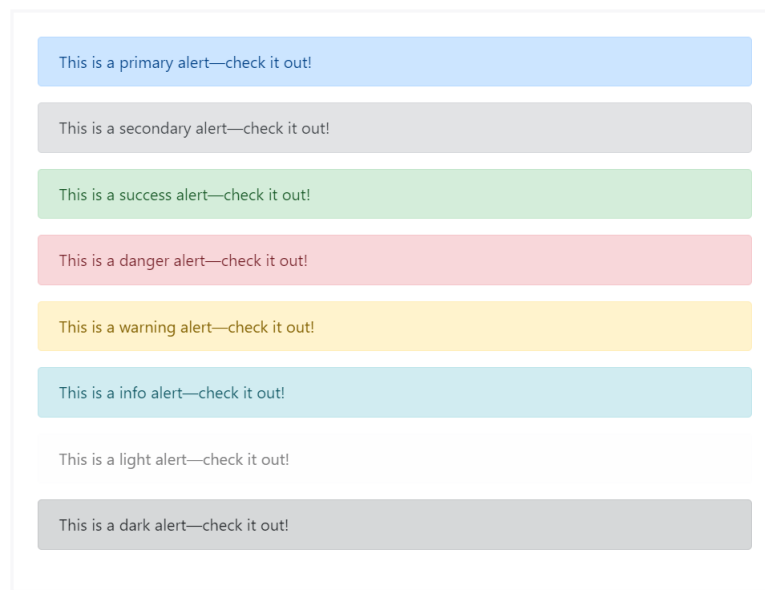 This is a primary alert—check it out!
This is a secondary alert—check it out!
This is a success alert—check it out!
This is a danger alert—check it out!
This is a warning alert—check it out!
This is a info alert—check it out!
This is a light alert—check it out!
This is a dark alert—check it out!